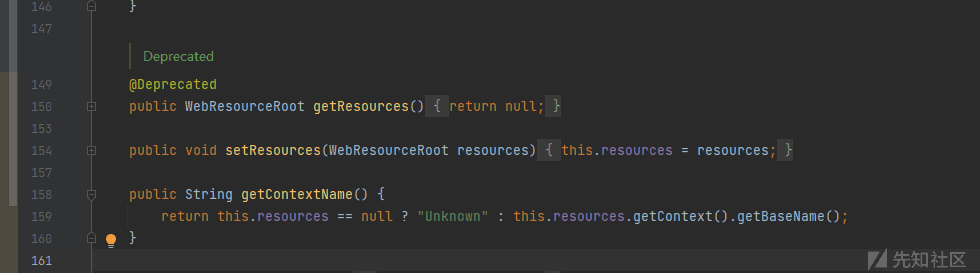 146 }
147
Deprecated
149 @Deprecated
150 public WebResourceRoot getResources() { return null; }
153
154 public void setResources(WebResourceRoot resources) { this.resources = resources; }
157
158 public String getContextName() {
159 return this.resources == null ? "Unknown" : this.resources.getContext().getBaseName();
160 }
161
先知社区